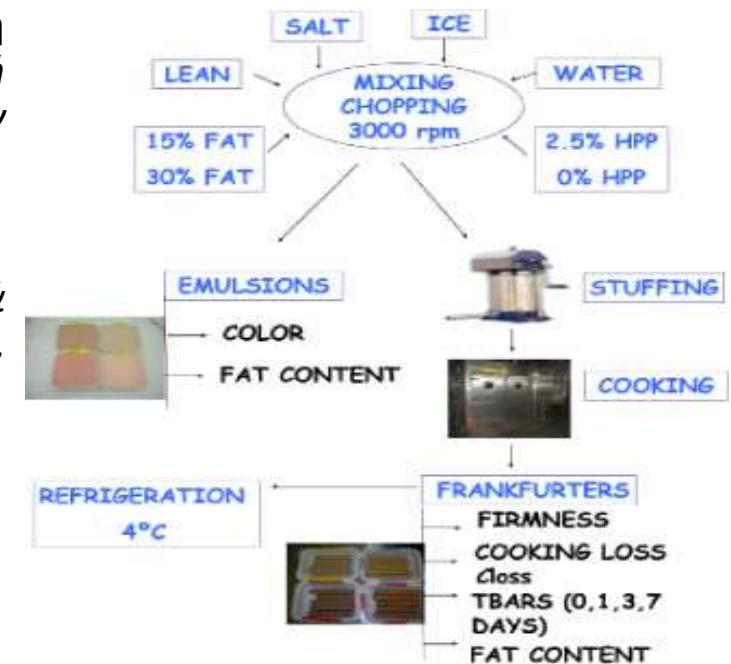 SALT
ICE
LEAN
WATER
MIXING
CHOPPING
3000 rpm
15% FAT
30% FAT
2.5% HPP
0% HPP
EMULSIONS
COLOR
FAT CONTENT
STUFFING
COOKING
REFRIGERATION
4ºC
FRANKFURTERS
FIRMNESS
COOKING LOSS
Closs
TBARS (0,1,3,7
DAYS)
FAT CONTENT